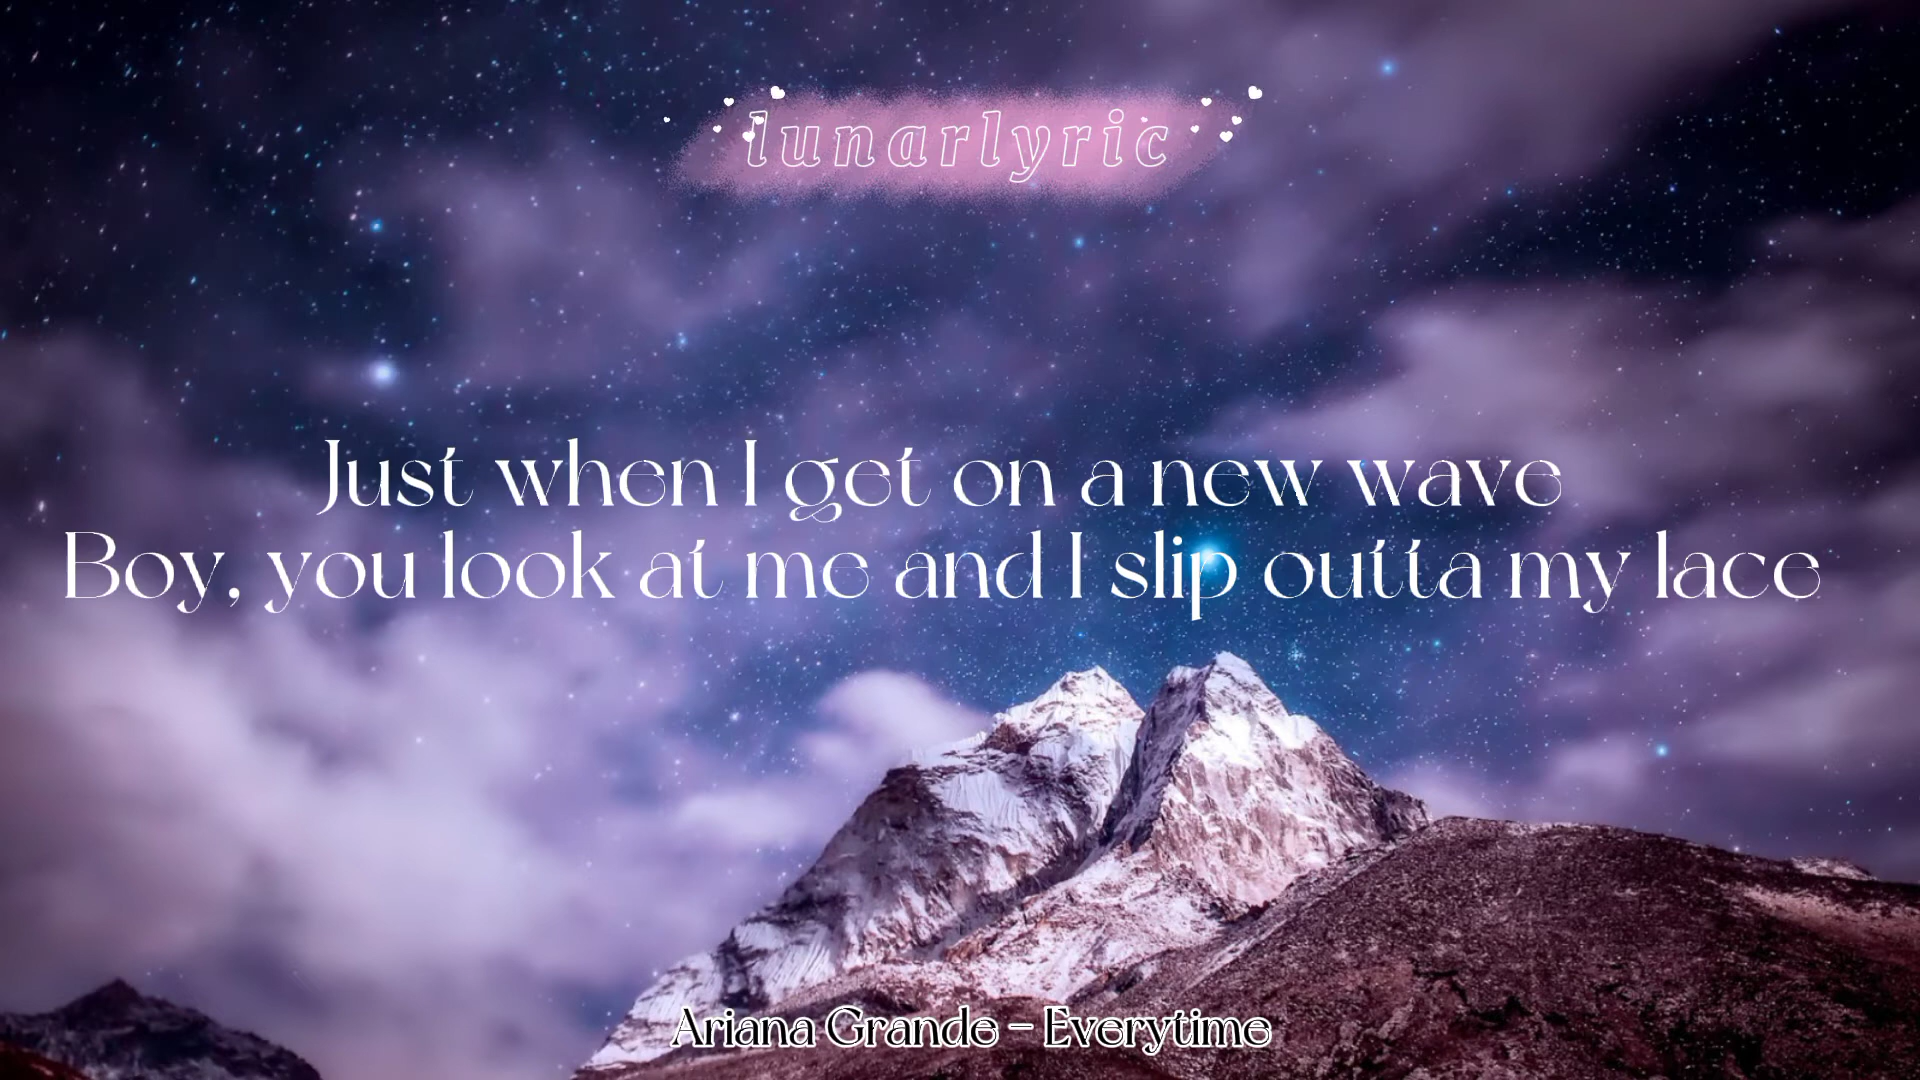 lunarlyric
Just when I get on a new wave
Boy, you look at me and I slip outta my lace
Ariana Grande - Everytime